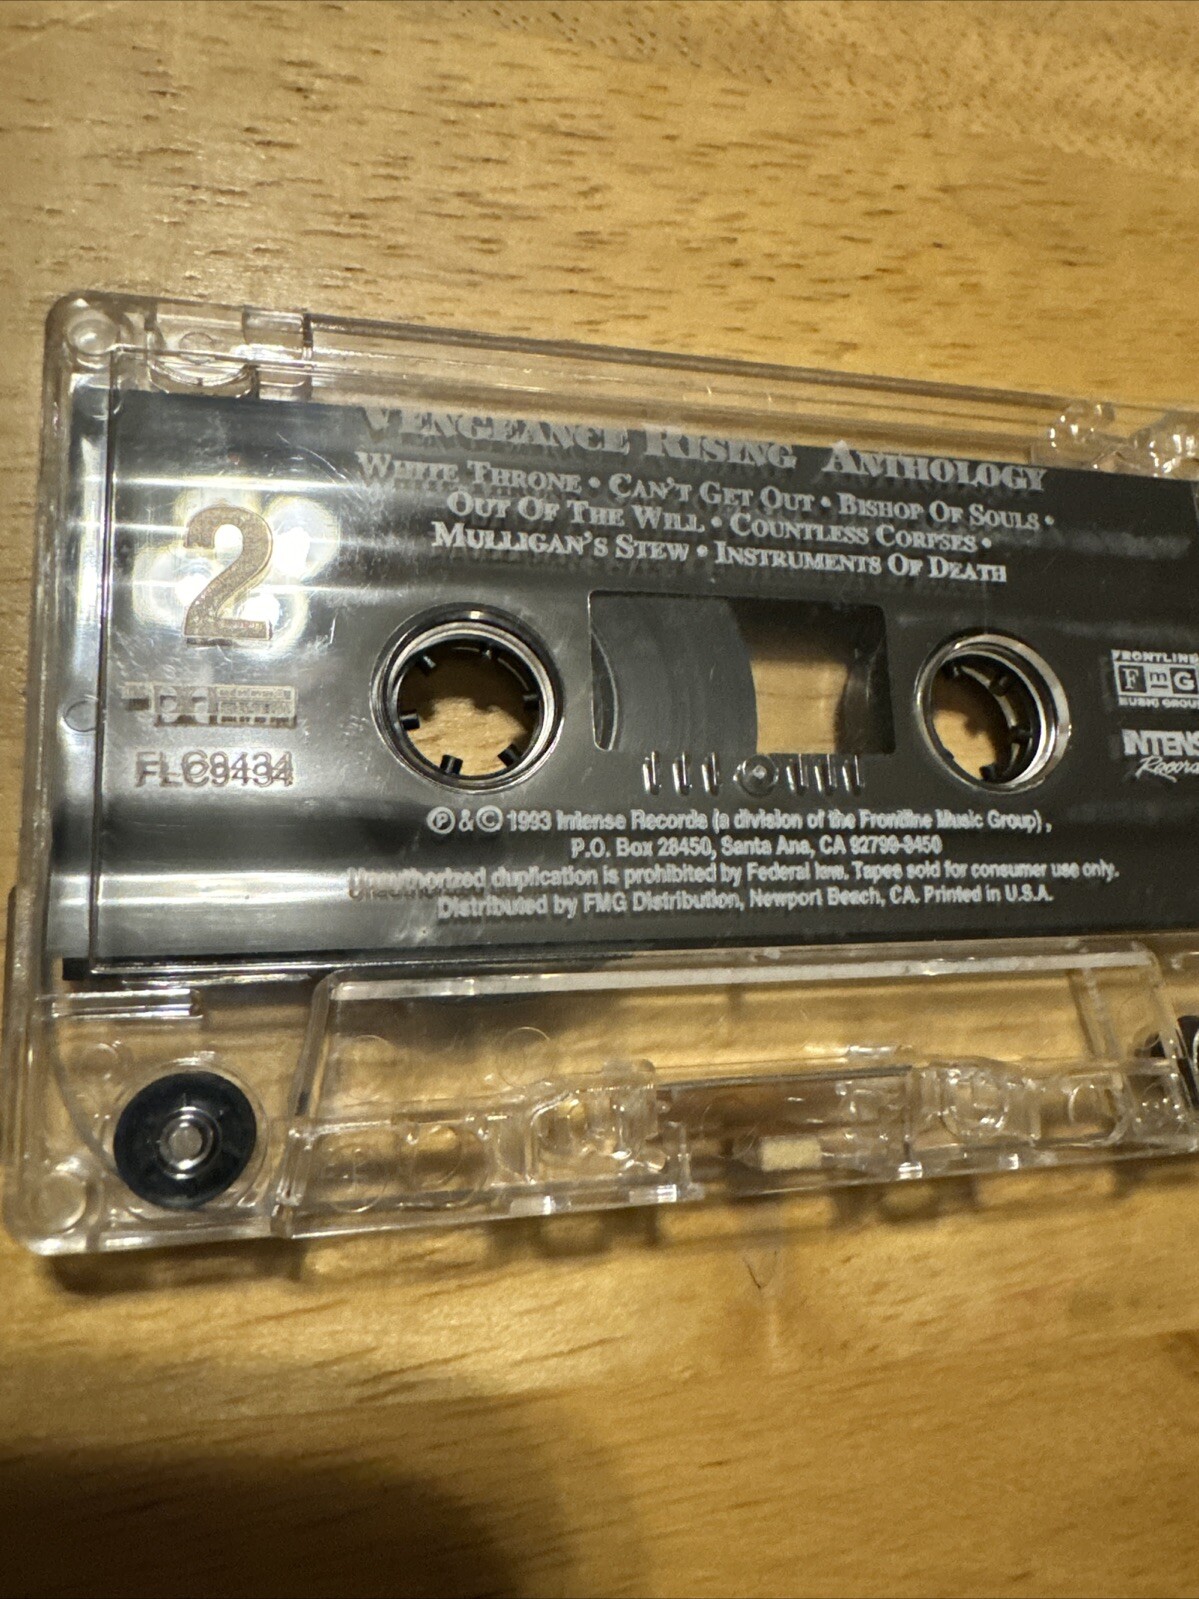 VENGEANCE RISING ANTHOLOGY
WHITE THRONE • CAN'T GET OUT • BISHOP OF SOULS •
OUT OF THE WILL • COUNTLESS CORPSES •
MULLIGAN'S STEW • INSTRUMENTS OF DEATH
2
FLC9434
FRONTLINE
FMG
MUSIC GROUP
INTENS
Record
℗ & © 1993 Intense Records (a division of the Frontline Music Group) ,
P.O. Box 28450, Santa Ana, CA 92799-8450
Unauthorized duplication is prohibited by Federal law. Tapes sold for consumer use only.
Distributed by FMG Distribution, Newport Beach, CA. Printed in U.S.A.